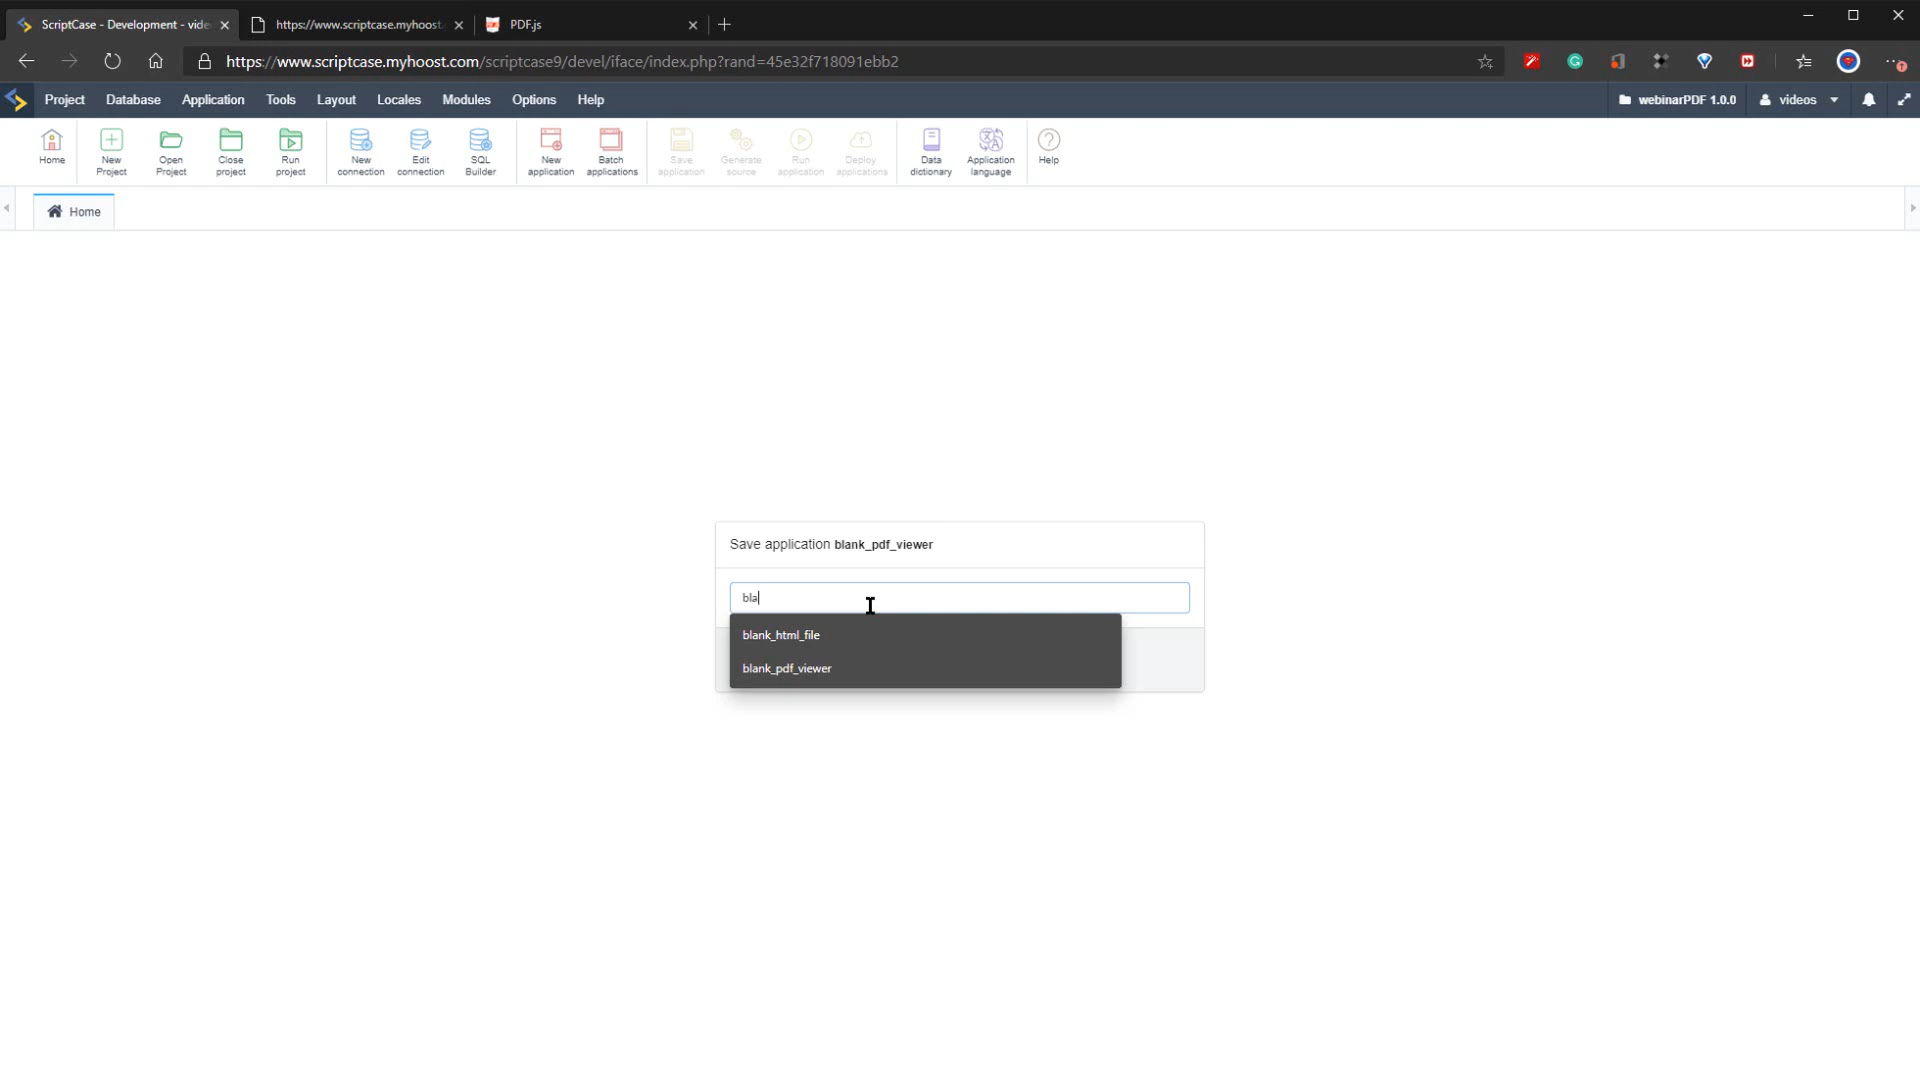 ScriptCase - Development - vide
https://www.scriptcase.myhoost.
PDF.js
https://www.scriptcase.myhoost.com/scriptcase9/devel/iface/index.php?rand=45e32f718091ebb2
Project Database Application Tools Layout Locales Modules Options Help
webinarPDF 1.0.0
videos
Home
New Project
Open Project
Close project
Run project
New connection
Edit connection
SQL Builder
New application
Batch applications
Save application
Generate source
Run application
Deploy applications
Data dictionary
Application language
Help
Home
Save application blank_pdf_viewer
bla
blank_html_file
blank_pdf_viewer